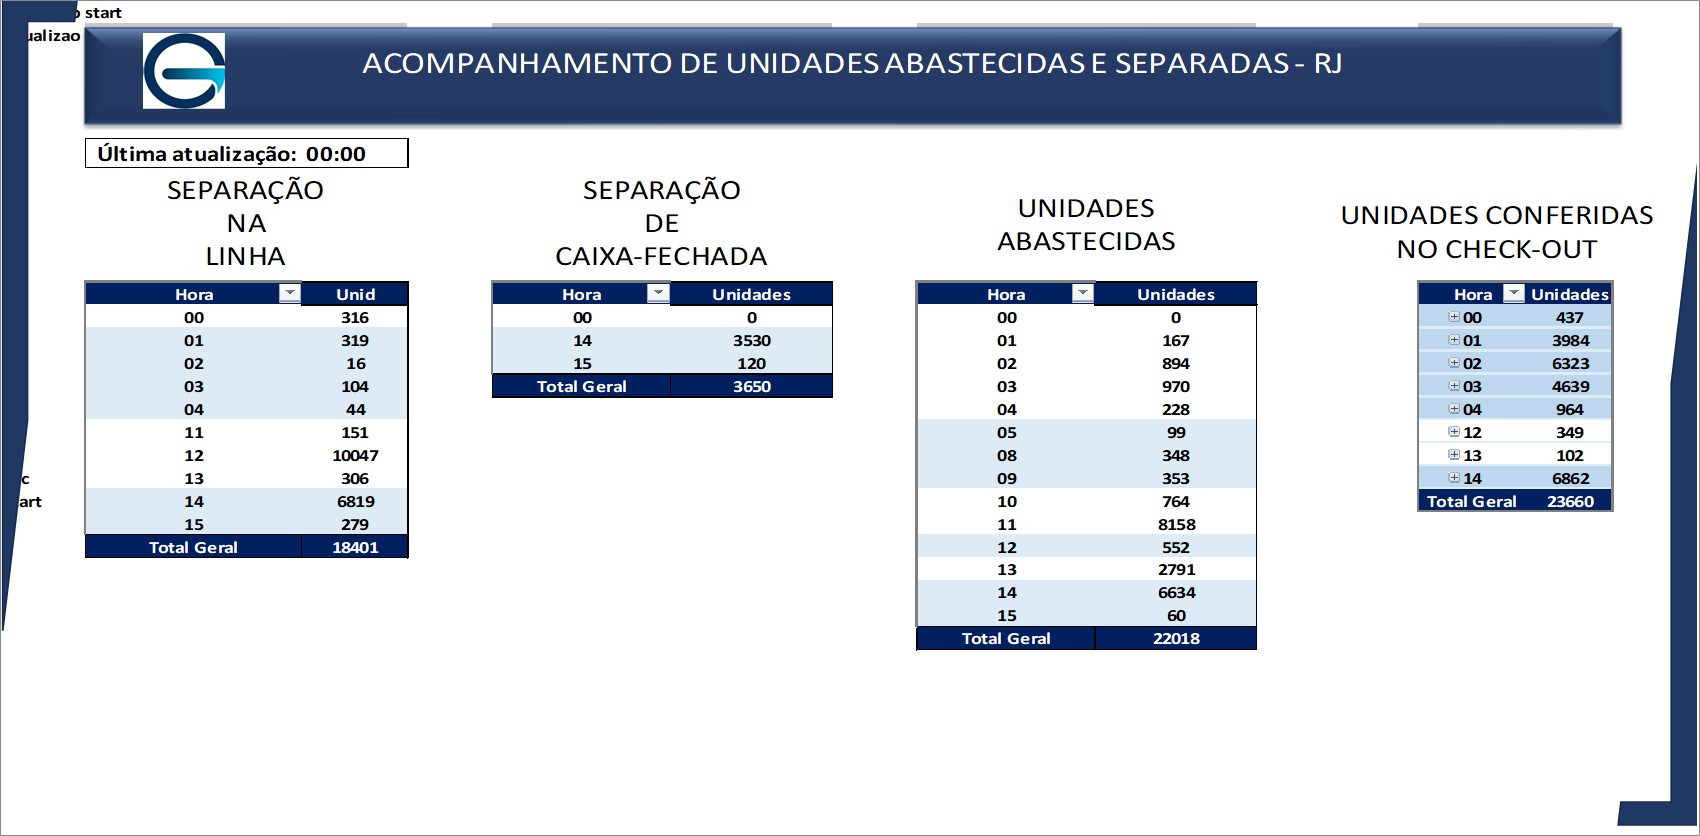 start
ualizao
ACOMPANHAMENTO DE UNIDADES ABASTECIDAS E SEPARADAS - RJ
Última atualização: 00:00
SEPARAÇÃO
NA
LINHA
Hora Unid
00 316
01 319
02 16
03 104
04 44
11 151
12 10047
13 306
14 6819
15 279
Total Geral 18401
SEPARAÇÃO
DE
CAIXA-FECHADA
Hora Unidades
00 0
14 3530
15 120
Total Geral 3650
UNIDADES
ABASTECIDAS
Hora Unidades
00 0
01 167
02 894
03 970
04 228
05 99
08 348
09 353
10 764
11 8158
12 552
13 2791
14 6634
15 60
Total Geral 22018
UNIDADES CONFERIDAS
NO CHECK-OUT
Hora Unidades
00 437
01 3984
02 6323
03 4639
04 964
12 349
13 102
14 6862
Total Geral 23660
c
art